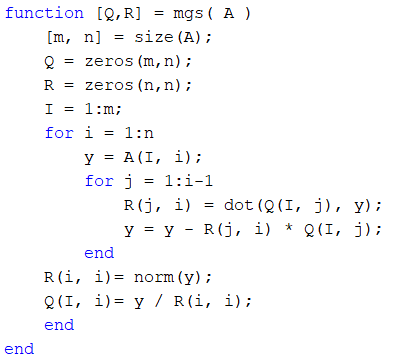 function [Q,R] = mgs( A )
    [m, n] = size(A);
    Q = zeros(m,n);
    R = zeros(n,n);
    I = 1:m;
    for i = 1:n
        y = A(I, i);
        for j = 1:i-1
            R(j, i) = dot(Q(I, j), y);
            y = y - R(j, i) * Q(I, j);
        end
    R(i, i)= norm(y);
    Q(I, i)= y / R(i, i);
    end
end